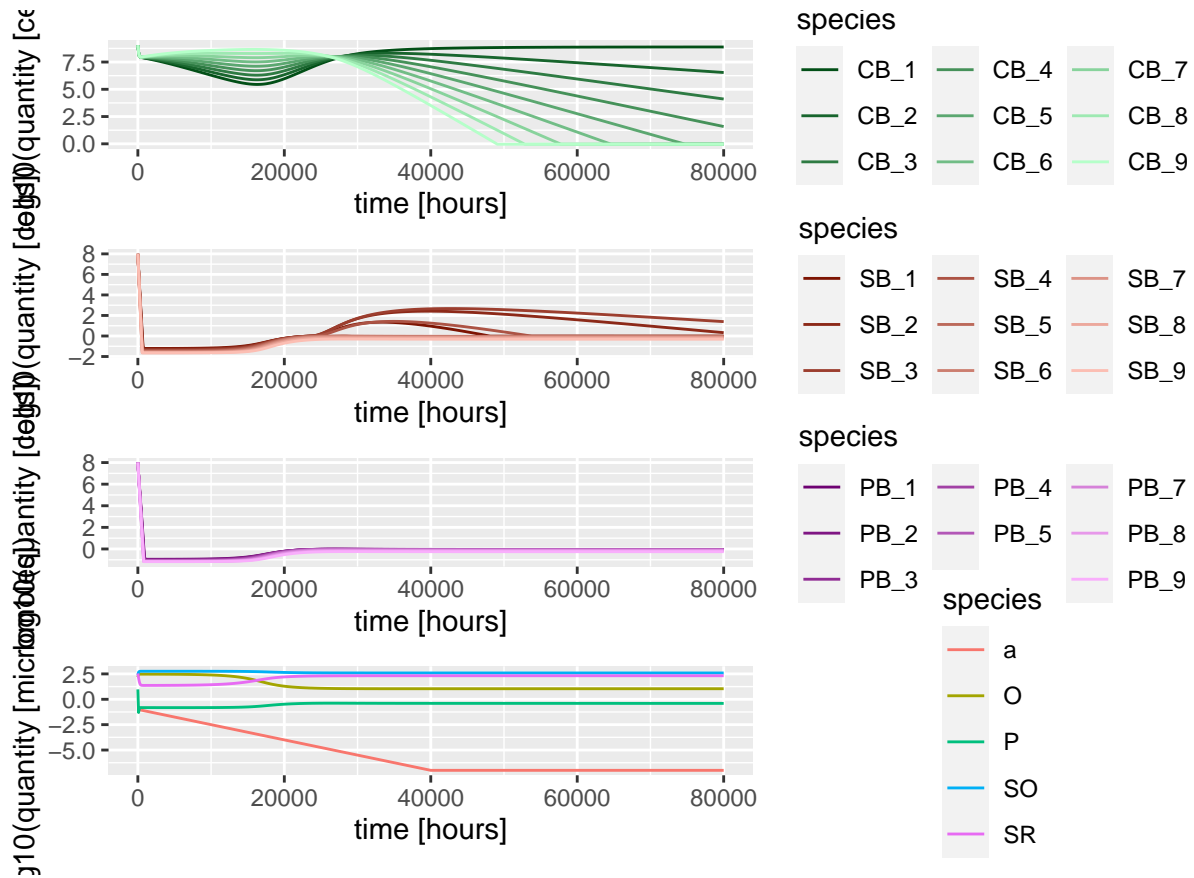 species
7.5
5.0
2.5
0.0
0 20000 40000 60000 80000
time [hours]
CB_1 CB_4 CB_7
CB_2 CB_5 CB_8
CB_3 CB_6 CB_9
species
8
6
4
2
0
−2
0 20000 40000 60000 80000
time [hours]
SB_1 SB_4 SB_7
SB_2 SB_5 SB_8
SB_3 SB_6 SB_9
species
8
6
4
2
0
0 20000 40000 60000 80000
time [hours]
PB_1 PB_4 PB_7
PB_2 PB_5 PB_8
PB_3 PB_9
species
2.5
0.0
−2.5
−5.0
0 20000 40000 60000 80000
time [hours]
a
O
P
SO
SR